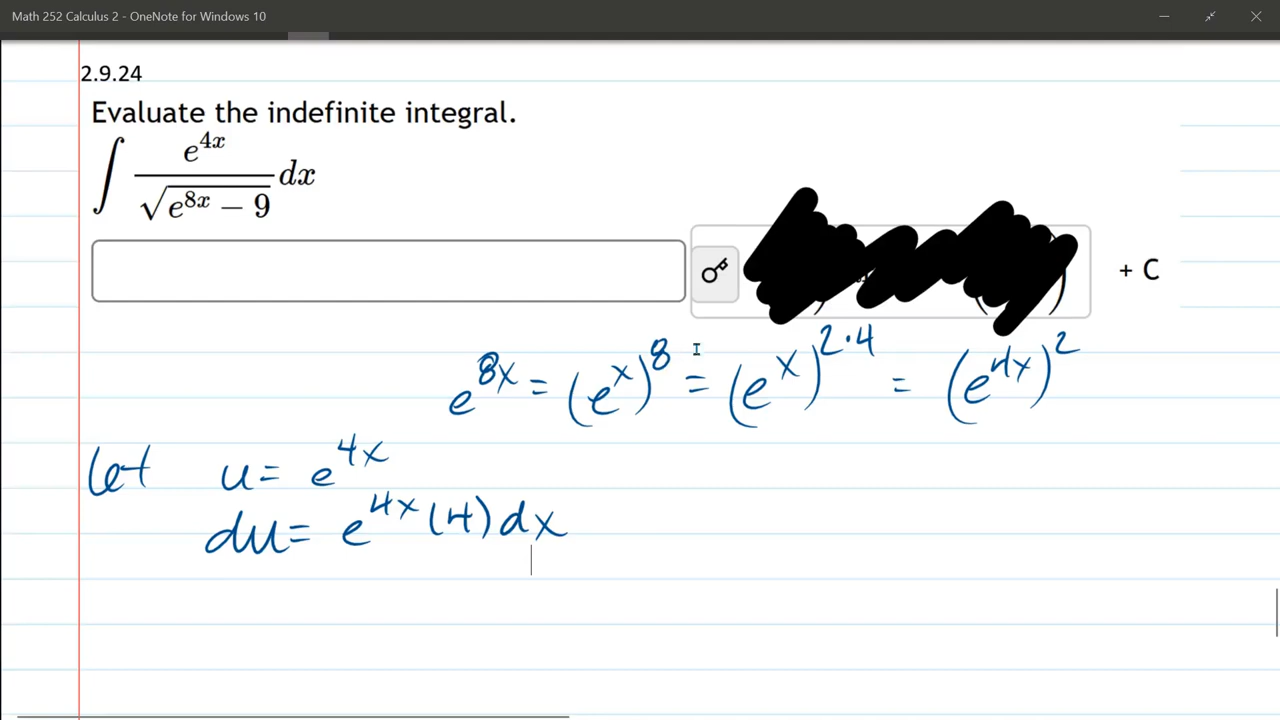 Math 252 Calculus 2 - OneNote for Windows 10
2.9.24
Evaluate the indefinite integral.
∫ e^{4x} / √(e^{8x} − 9) dx
+ C
e^{8x} = (e^x)^8 = (e^x)^{2·4} = (e^{4x})^2
let u = e^{4x}
du = e^{4x} (4) dx